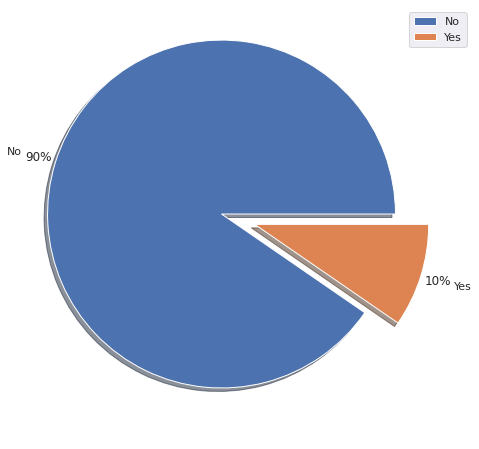 No
Yes
No 90%
10% Yes